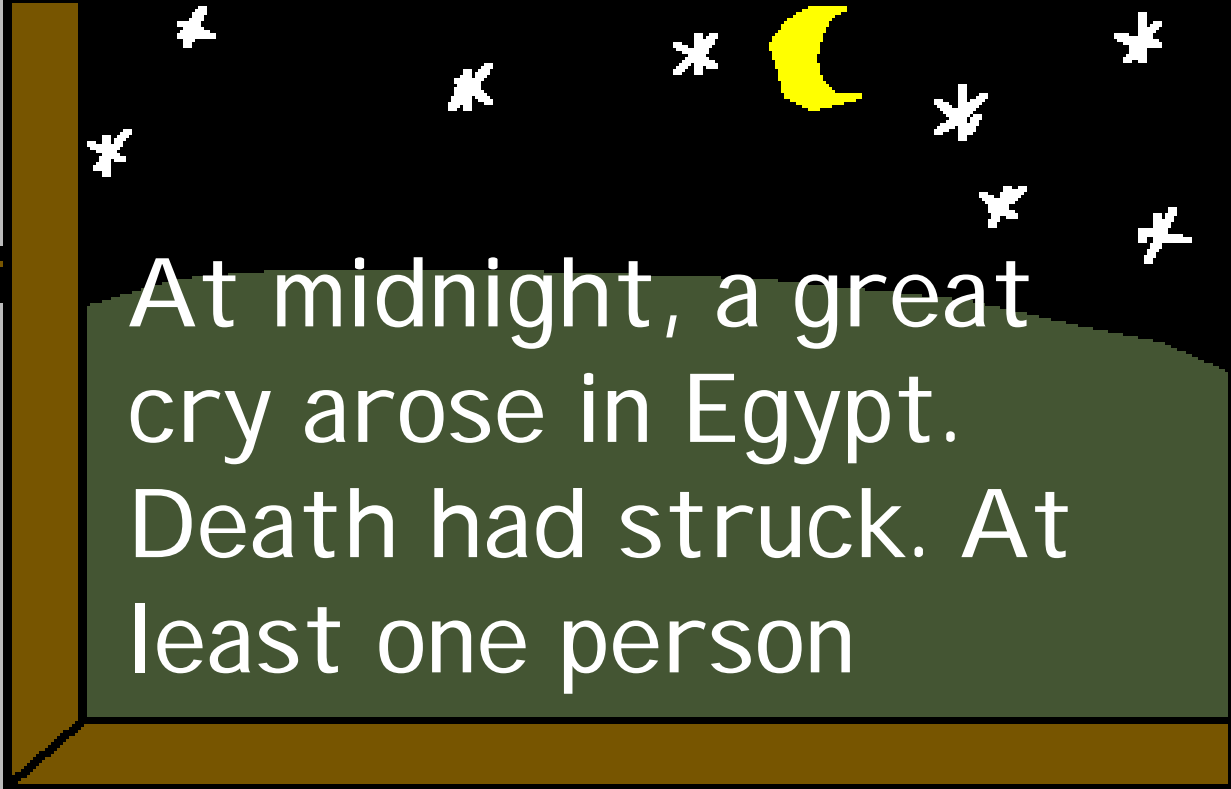 At midnight, a great
cry arose in Egypt.
Death had struck. At
least one person